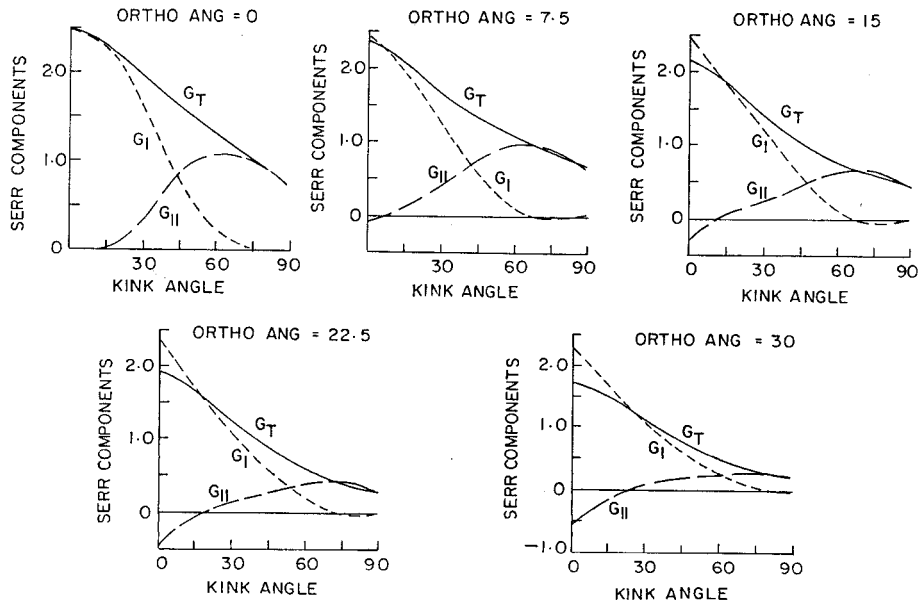 ORTHO ANG = 0
SERR COMPONENTS
2.0
1.0
0
G_T
G_I
G_II
30 60 90
KINK ANGLE
ORTHO ANG = 7.5
SERR COMPONENTS
2.0
1.0
0
G_T
G_II
G_I
0 30 60 90
KINK ANGLE
ORTHO ANG = 15
SERR COMPONENTS
2.0
1.0
0
G_T
G_I
G_II
0 30 60 90
KINK ANGLE
ORTHO ANG = 22.5
SERR COMPONENTS
2.0
1.0
0
G_T
G_I
G_II
0 30 60 90
KINK ANGLE
ORTHO ANG = 30
SERR COMPONENTS
2.0
1.0
0
-1.0
G_T
G_I
G_II
0 30 60 90
KINK ANGLE